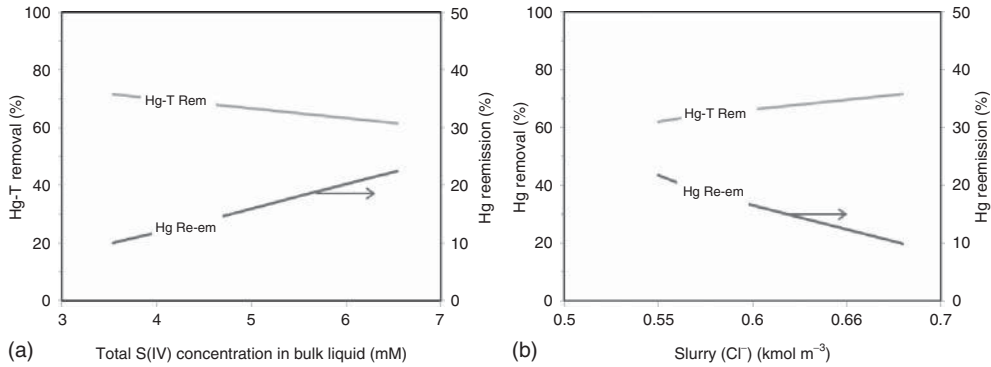 100
80
60
40
20
0
Hg-T removal (%)
50
40
30
20
10
0
Hg reemission (%)
Hg-T Rem
Hg Re-em
3
4
5
6
7
(a)
Total S(IV) concentration in bulk liquid (mM)
100
80
60
40
20
0
Hg removal (%)
50
40
30
20
10
0
Hg reemission (%)
Hg-T Rem
Hg Re-em
0.5
0.55
0.6
0.66
0.7
(b)
Slurry (Cl⁻) (kmol m⁻³)